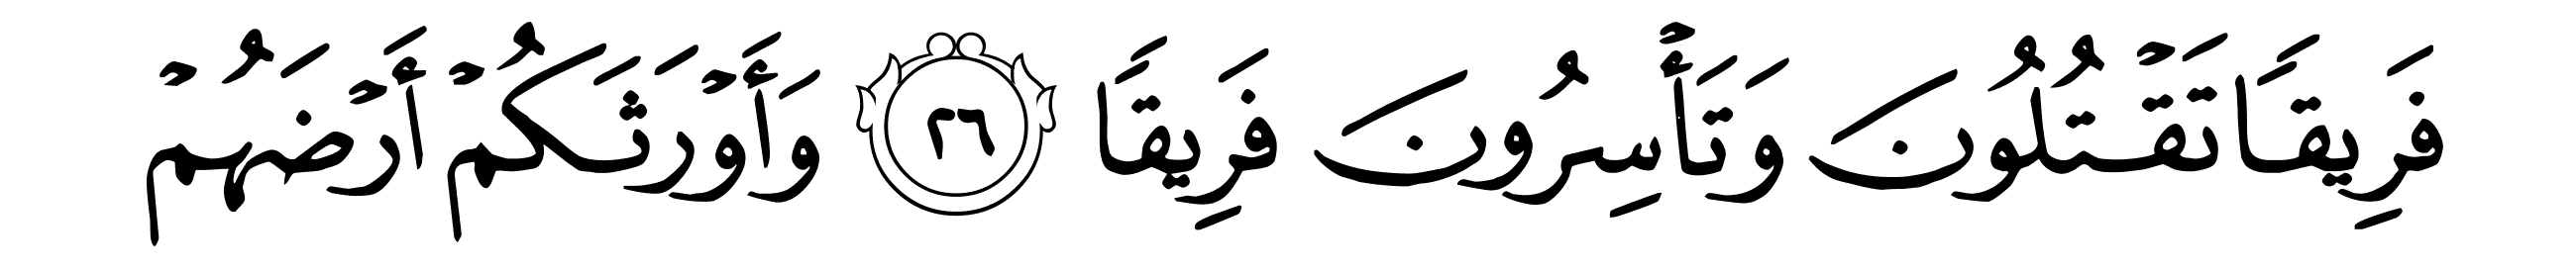 فَرِيقًا تَقْتُلُونَ وَتَأْسِرُونَ فَرِيقًا ٢٦ وَأَوْرَثَكُمْ أَرْضَهُمْ